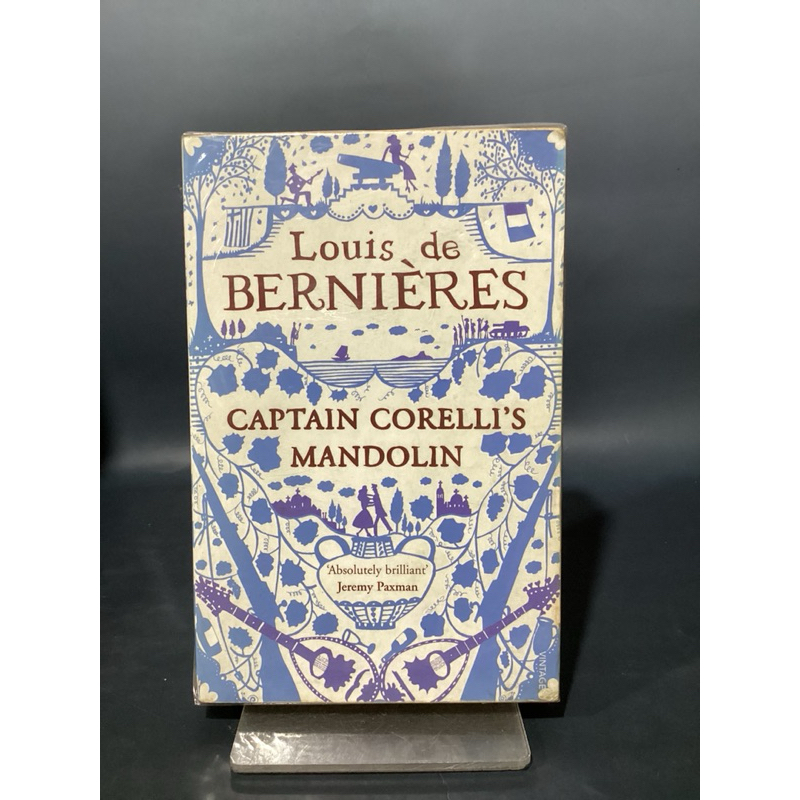 Louis de
BERNIÈRES
CAPTAIN CORELLI'S
MANDOLIN
'Absolutely brilliant'
Jeremy Paxman
VINTAGE